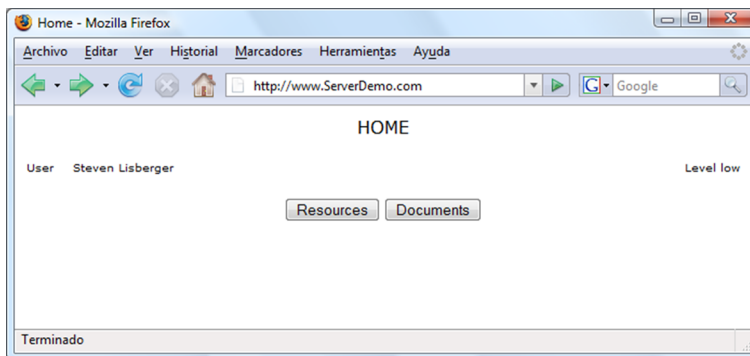 Home - Mozilla Firefox
Archivo Editar Ver Historial Marcadores Herramientas Ayuda
http://www.ServerDemo.com G Google
HOME
User Steven Lisberger Level low
Resources Documents
Terminado